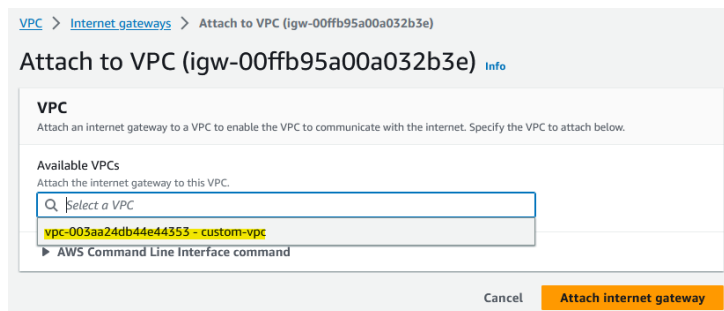 VPC > Internet gateways > Attach to VPC (igw-00ffb95a00a032b3e)
Attach to VPC (igw-00ffb95a00a032b3e) Info
VPC
Attach an internet gateway to a VPC to enable the VPC to communicate with the internet. Specify the VPC to attach below.
Available VPCs
Attach the internet gateway to this VPC.
Select a VPC
vpc-003aa24db44e44353 - custom-vpc
AWS Command Line Interface command
Cancel Attach internet gateway